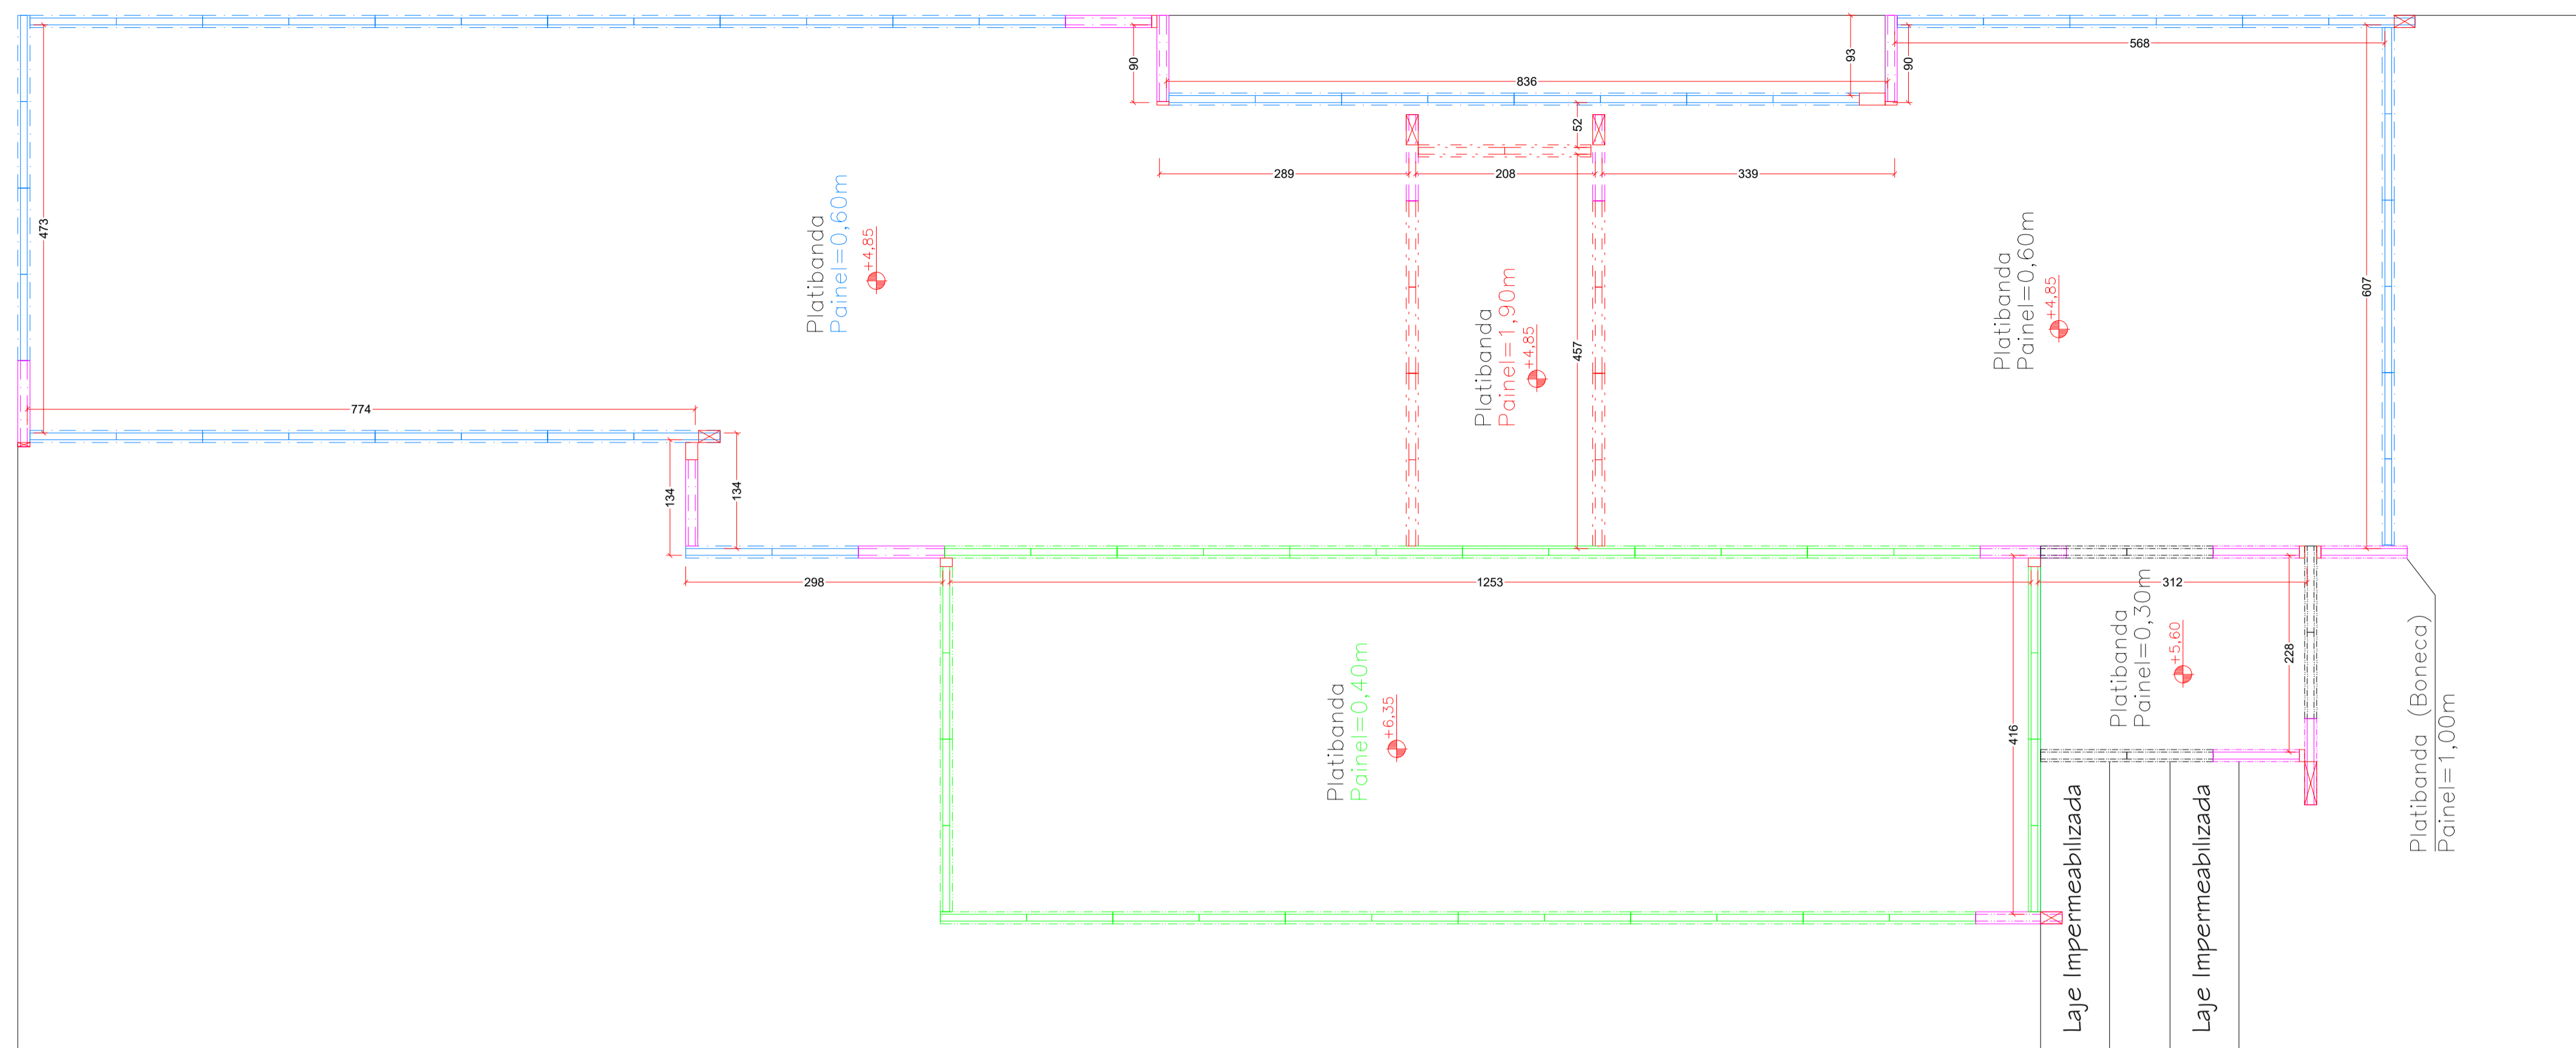 568
90
93
90
836
52
289
208
339
473
Platibanda
Painel=0,60m
+4,85
Platibanda
Painel=0,60m
+4,85
607
Platibanda
Painel=1,90m
+4,85
457
774
134
134
298
1253
312
Platibanda
Painel=0,30m
+5,60
228
Platibanda
Painel=0,40m
+6,35
416
Platibanda (Boneca)
Painel=1,00m
Laje Impermeabilizada
Laje Impermeabilizada